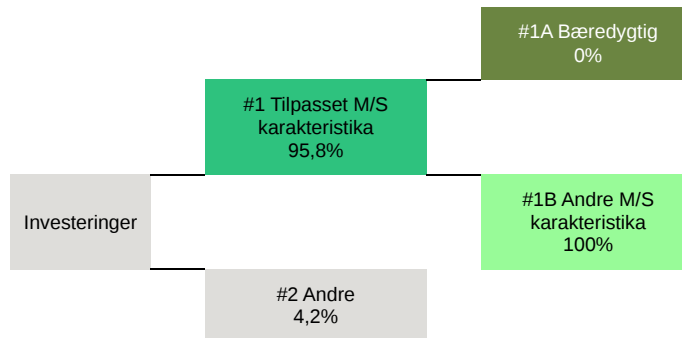 #1A Bæredygtig
0%
#1 Tilpasset M/S
karakteristika
95,8%
Investeringer
#1B Andre M/S
karakteristika
100%
#2 Andre
4,2%